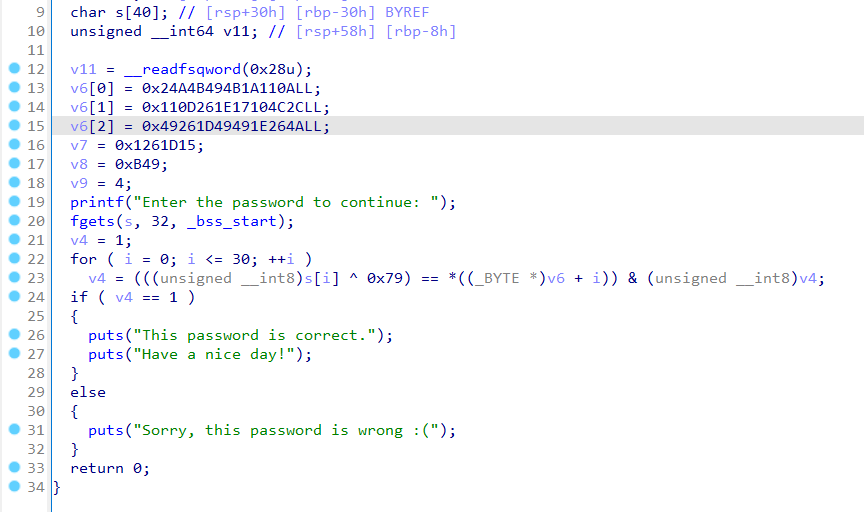 9 char s[40]; // [rsp+30h] [rbp-30h] BYREF
10 unsigned __int64 v11; // [rsp+58h] [rbp-8h]
11
12 v11 = __readfsqword(0x28u);
13 v6[0] = 0x24A4B494B1A110ALL;
14 v6[1] = 0x110D261E17104C2CLL;
15 v6[2] = 0x49261D49491E264ALL;
16 v7 = 0x1261D15;
17 v8 = 0xB49;
18 v9 = 4;
19 printf("Enter the password to continue: ");
20 fgets(s, 32, _bss_start);
21 v4 = 1;
22 for ( i = 0; i <= 30; ++i )
23 v4 = (((unsigned __int8)s[i] ^ 0x79) == *((_BYTE *)v6 + i)) & (unsigned __int8)v4;
24 if ( v4 == 1 )
25 {
26 puts("This password is correct.");
27 puts("Have a nice day!");
28 }
29 else
30 {
31 puts("Sorry, this password is wrong :(");
32 }
33 return 0;
34 }